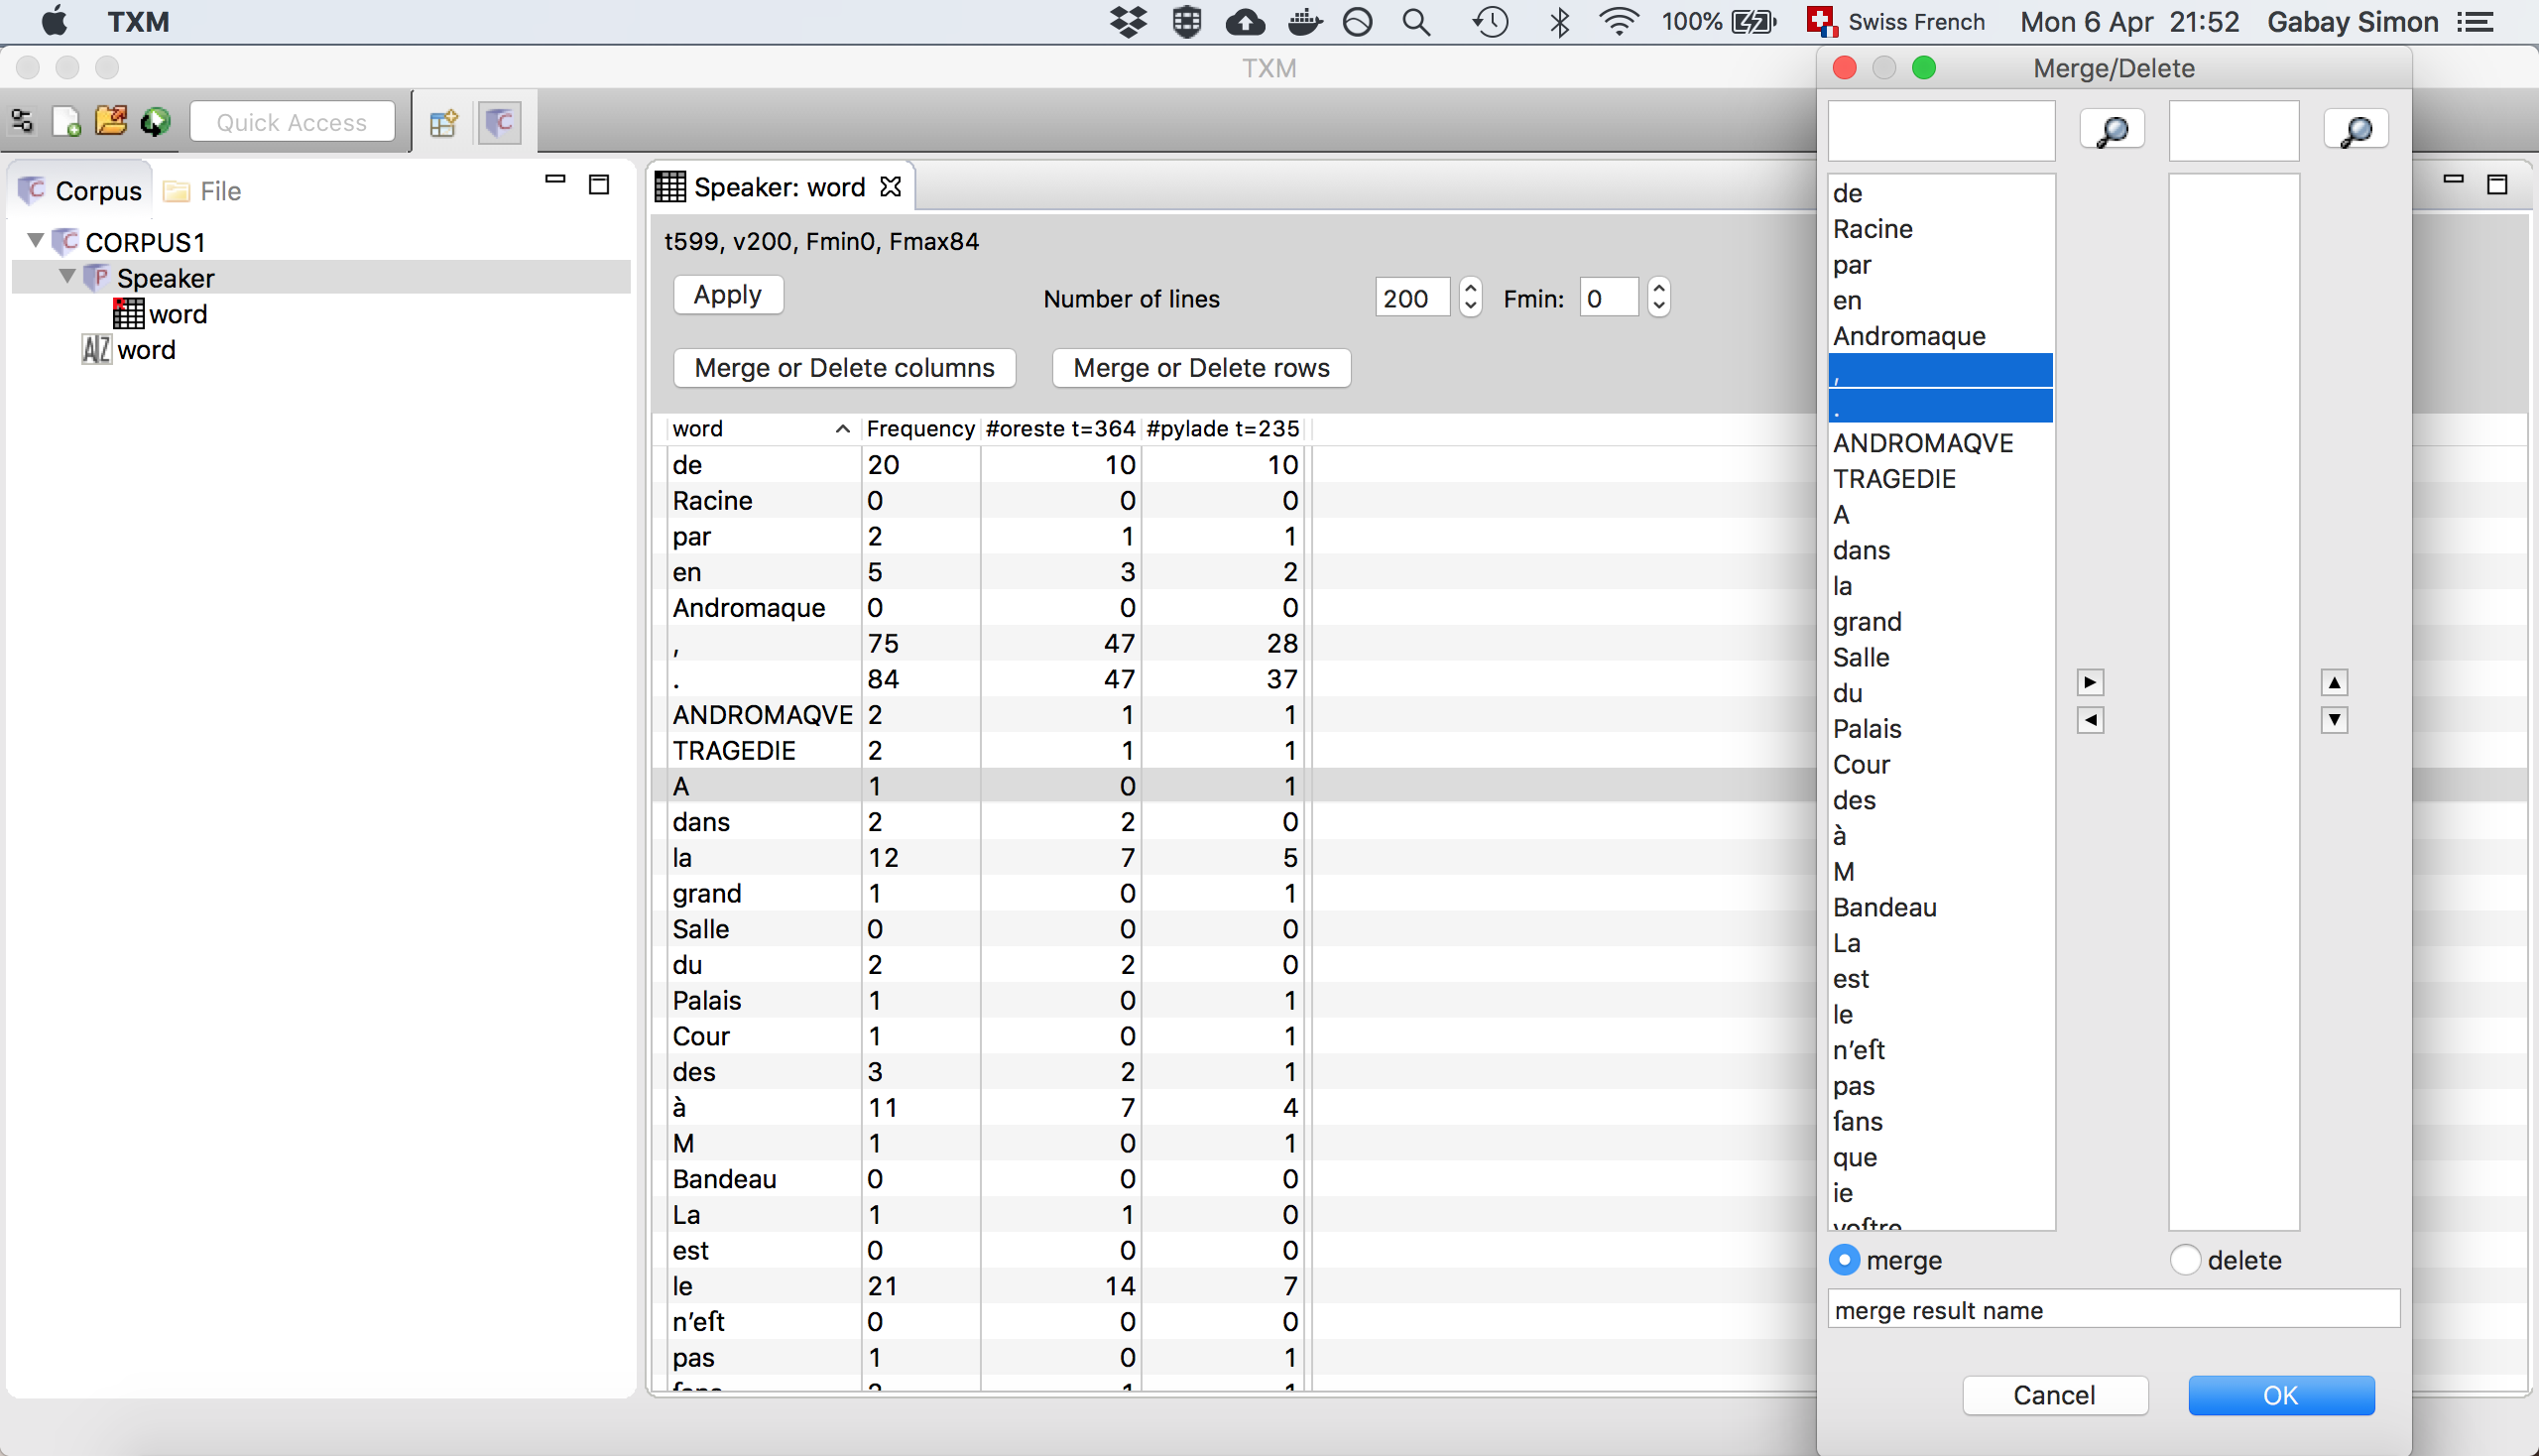 TXM 100% Swiss French Mon 6 Apr 21:52 Gabay Simon
TXM
Quick Access
Corpus File
CORPUS1
Speaker
word
word
Speaker: word
t599, v200, Fmin0, Fmax84
Apply Number of lines 200 Fmin: 0
Merge or Delete columns Merge or Delete rows
word Frequency #oreste t=364 #pylade t=235
de 20 10 10
Racine 0 0 0
par 2 1 1
en 5 3 2
Andromaque 0 0 0
, 75 47 28
. 84 47 37
ANDROMAQVE 2 1 1
TRAGEDIE 2 1 1
A 1 0 1
dans 2 2 0
la 12 7 5
grand 1 0 1
Salle 0 0 0
du 2 2 0
Palais 1 0 1
Cour 1 0 1
des 3 2 1
à 11 7 4
M 1 0 1
Bandeau 0 0 0
La 1 1 0
est 0 0 0
le 21 14 7
n’eſt 0 0 0
pas 1 0 1
Merge/Delete
de
Racine
par
en
Andromaque
,
.
ANDROMAQVE
TRAGEDIE
A
dans
la
grand
Salle
du
Palais
Cour
des
à
M
Bandeau
La
est
le
n’eſt
pas
ſans
que
ie
voſtre
merge delete
merge result name
Cancel OK